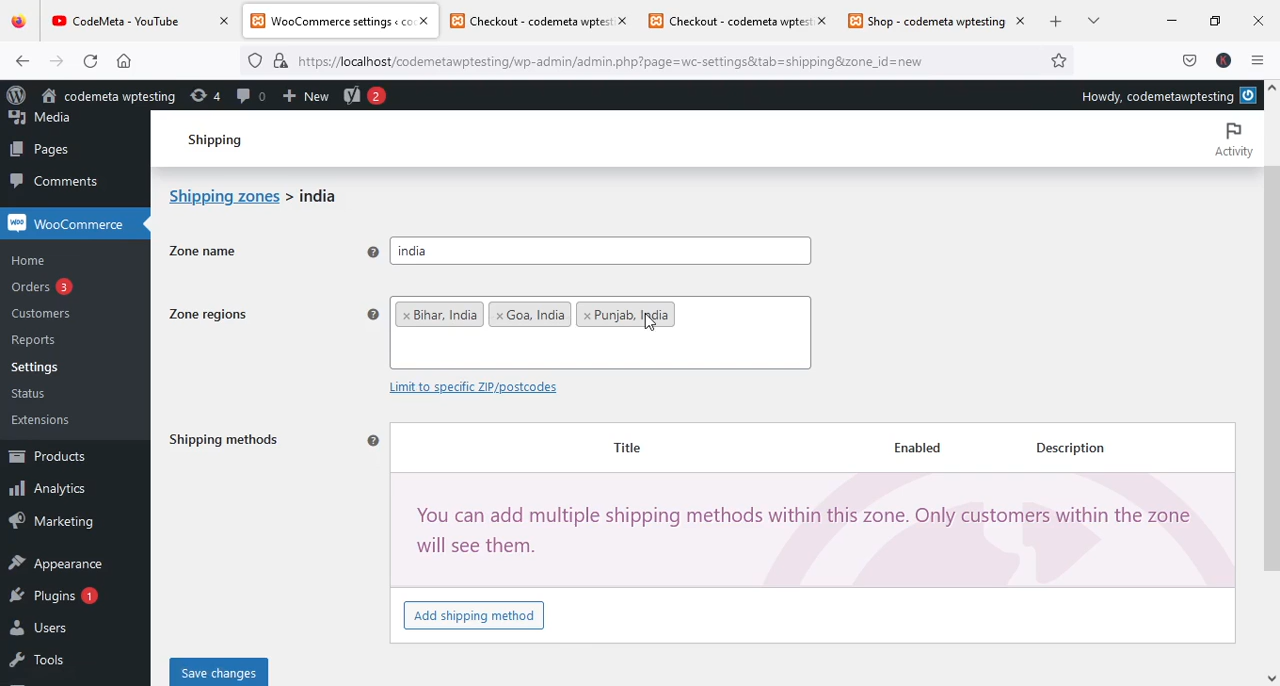 CodeMeta - YouTube
WooCommerce settings ‹ co
Checkout - codemeta wptesti
Checkout - codemeta wptesti
Shop - codemeta wptesting
https://localhost/codemetawptesting/wp-admin/admin.php?page=wc-settings&tab=shipping&zone_id=new
K
codemeta wptesting
4
0
New
2
Howdy, codemetawptesting
Media
Pages
Comments
WOO WooCommerce
Home
Orders 3
Customers
Reports
Settings
Status
Extensions
Products
Analytics
Marketing
Appearance
Plugins 1
Users
Tools
Shipping
Activity
Shipping zones > india
Zone name
?
india
Zone regions
?
× Bihar, India
× Goa, India
× Punjab, India
Limit to specific ZIP/postcodes
Shipping methods
?
Title
Enabled
Description
You can add multiple shipping methods within this zone. Only customers within the zone
will see them.
Add shipping method
Save changes